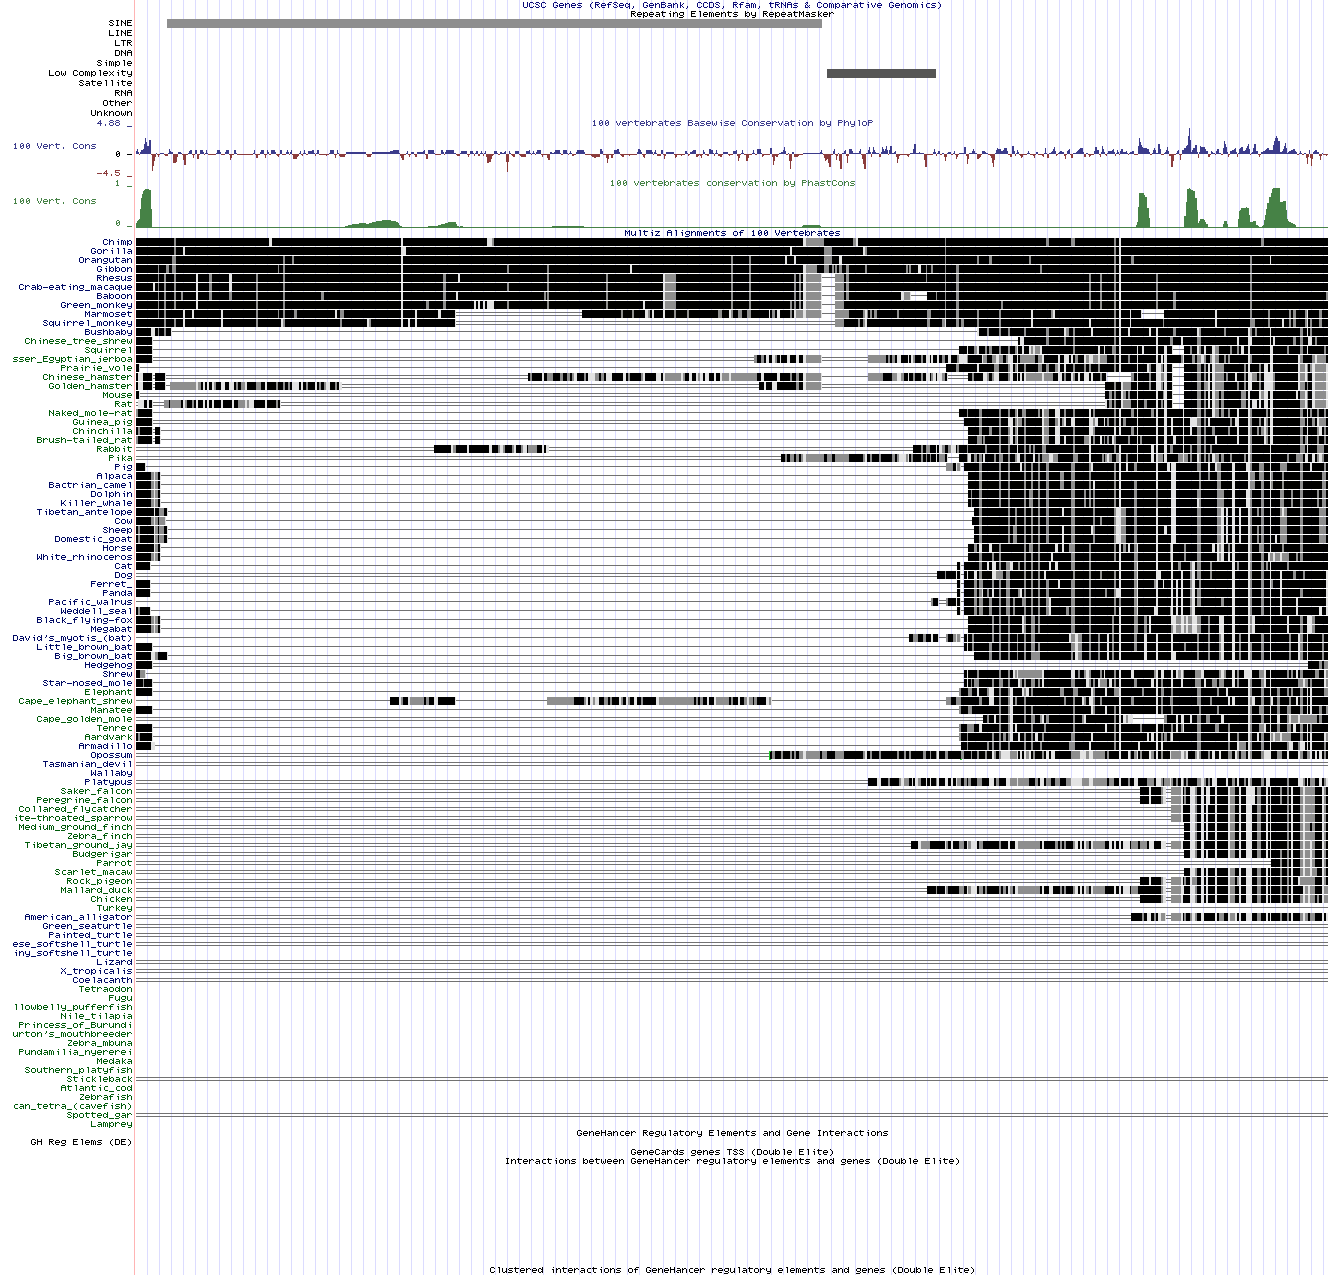 UCSC Genes (RefSeq, GenBank, CCDS, Rfam, tRNAs & Comparative Genomics)
Repeating Elements by RepeatMasker
SINE
LINE
LTR
DNA
Simple
Low Complexity
Satellite
RNA
Other
Unknown
4.88 _
100 vertebrates Basewise Conservation by PhyloP
100 Vert. Cons
0 -
-4.5 _
100 vertebrates conservation by PhastCons
1 _
100 Vert. Cons
0 _
Multiz Alignments of 100 Vertebrates
Chimp
Gorilla
Orangutan
Gibbon
Rhesus
Crab-eating_macaque
Baboon
Green_monkey
Marmoset
Squirrel_monkey
Bushbaby
Chinese_tree_shrew
Squirrel
sser_Egyptian_jerboa
Prairie_vole
Chinese_hamster
Golden_hamster
Mouse
Rat
Naked_mole-rat
Guinea_pig
Chinchilla
Brush-tailed_rat
Rabbit
Pika
Pig
Alpaca
Bactrian_camel
Dolphin
Killer_whale
Tibetan_antelope
Cow
Sheep
Domestic_goat
Horse
White_rhinoceros
Cat
Dog
Ferret_
Panda
Pacific_walrus
Weddell_seal
Black_flying-fox
Megabat
David's_myotis_(bat)
Little_brown_bat
Big_brown_bat
Hedgehog
Shrew
Star-nosed_mole
Elephant
Cape_elephant_shrew
Manatee
Cape_golden_mole
Tenrec
Aardvark
Armadillo
Opossum
Tasmanian_devil
Wallaby
Platypus
Saker_falcon
Peregrine_falcon
Collared_flycatcher
ite-throated_sparrow
Medium_ground_finch
Zebra_finch
Tibetan_ground_jay
Budgerigar
Parrot
Scarlet_macaw
Rock_pigeon
Mallard_duck
Chicken
Turkey
American_alligator
Green_seaturtle
Painted_turtle
ese_softshell_turtle
iny_softshell_turtle
Lizard
X_tropicalis
Coelacanth
Tetraodon
Fugu
llowbelly_pufferfish
Nile_tilapia
Princess_of_Burundi
urton's_mouthbreeder
Zebra_mbuna
Pundamilia_nyererei
Medaka
Southern_platyfish
Stickleback
Atlantic_cod
Zebrafish
can_tetra_(cavefish)
Spotted_gar
Lamprey
GeneHancer Regulatory Elements and Gene Interactions
GH Reg Elems (DE)
GeneCards genes TSS (Double Elite)
Interactions between GeneHancer regulatory elements and genes (Double Elite)
Clustered interactions of GeneHancer regulatory elements and genes (Double Elite)